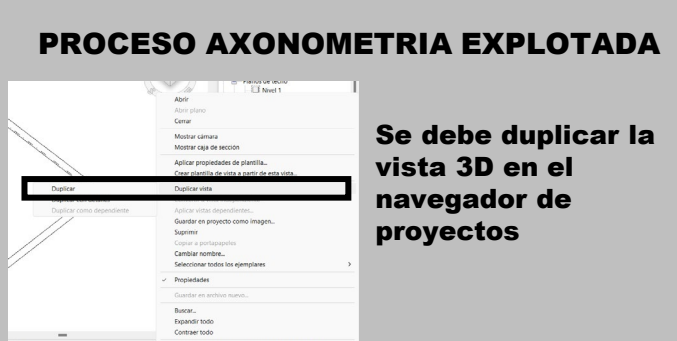 PROCESO AXONOMETRIA EXPLOTADA
Planos de techo
Nivel 1
Abrir
Abrir plano
Cerrar
Mostrar cámara
Mostrar caja de sección
Aplicar propiedades de plantilla...
Crear plantilla de vista a partir de esta vista...
Duplicar
Duplicar vista
Duplicar con detalles
Duplicar como dependiente
Aplicar vistas dependientes...
Guardar en proyecto como imagen...
Suprimir
Copiar a portapapeles
Cambiar nombre...
Seleccionar todos los ejemplares
Propiedades
Guardar en archivo nuevo...
Buscar...
Expandir todo
Contraer todo
Se debe duplicar la
vista 3D en el
navegador de
proyectos